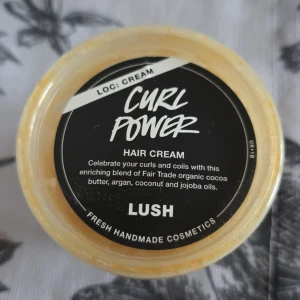 LOC: CREAM
CURL
POWER
HAIR CREAM
Celebrate your curls and coils with this
enriching blend of Fair Trade organic cocoa
butter, argan, coconut and jojoba oils.
LUSH
FRESH HANDMADE COSMETICS